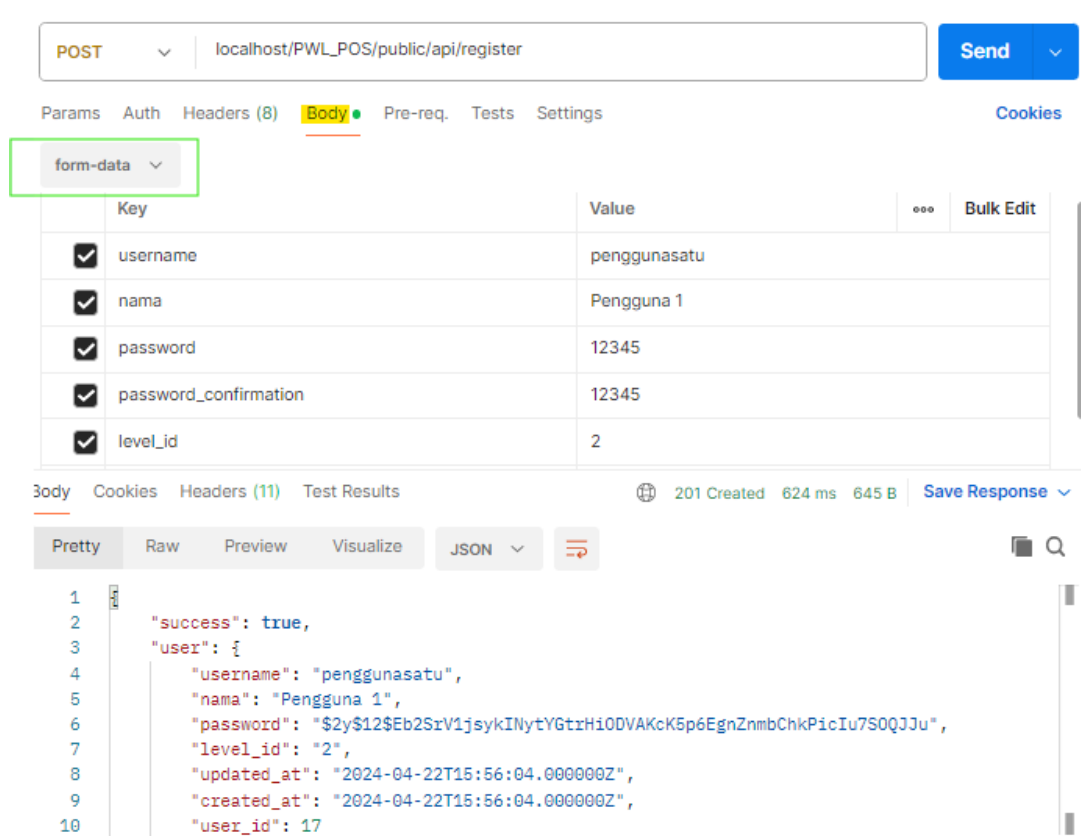 POST localhost/PWL_POS/public/api/register Send
Params Auth Headers (8) Body Pre-req. Tests Settings Cookies
form-data
Key Value ooo Bulk Edit
username penggunasatu
nama Pengguna 1
password 12345
password_confirmation 12345
level_id 2
Body Cookies Headers (11) Test Results 201 Created 624 ms 645 B Save Response
Pretty Raw Preview Visualize JSON
1 {
2 "success": true,
3 "user": {
4 "username": "penggunasatu",
5 "nama": "Pengguna 1",
6 "password": "$2y$12$Eb2SrV1jsykINytYGtrHiODVAKcK5p6EgnZnmbChkPicIu7SOQJJu",
7 "level_id": "2",
8 "updated_at": "2024-04-22T15:56:04.000000Z",
9 "created_at": "2024-04-22T15:56:04.000000Z",
10 "user_id": 17